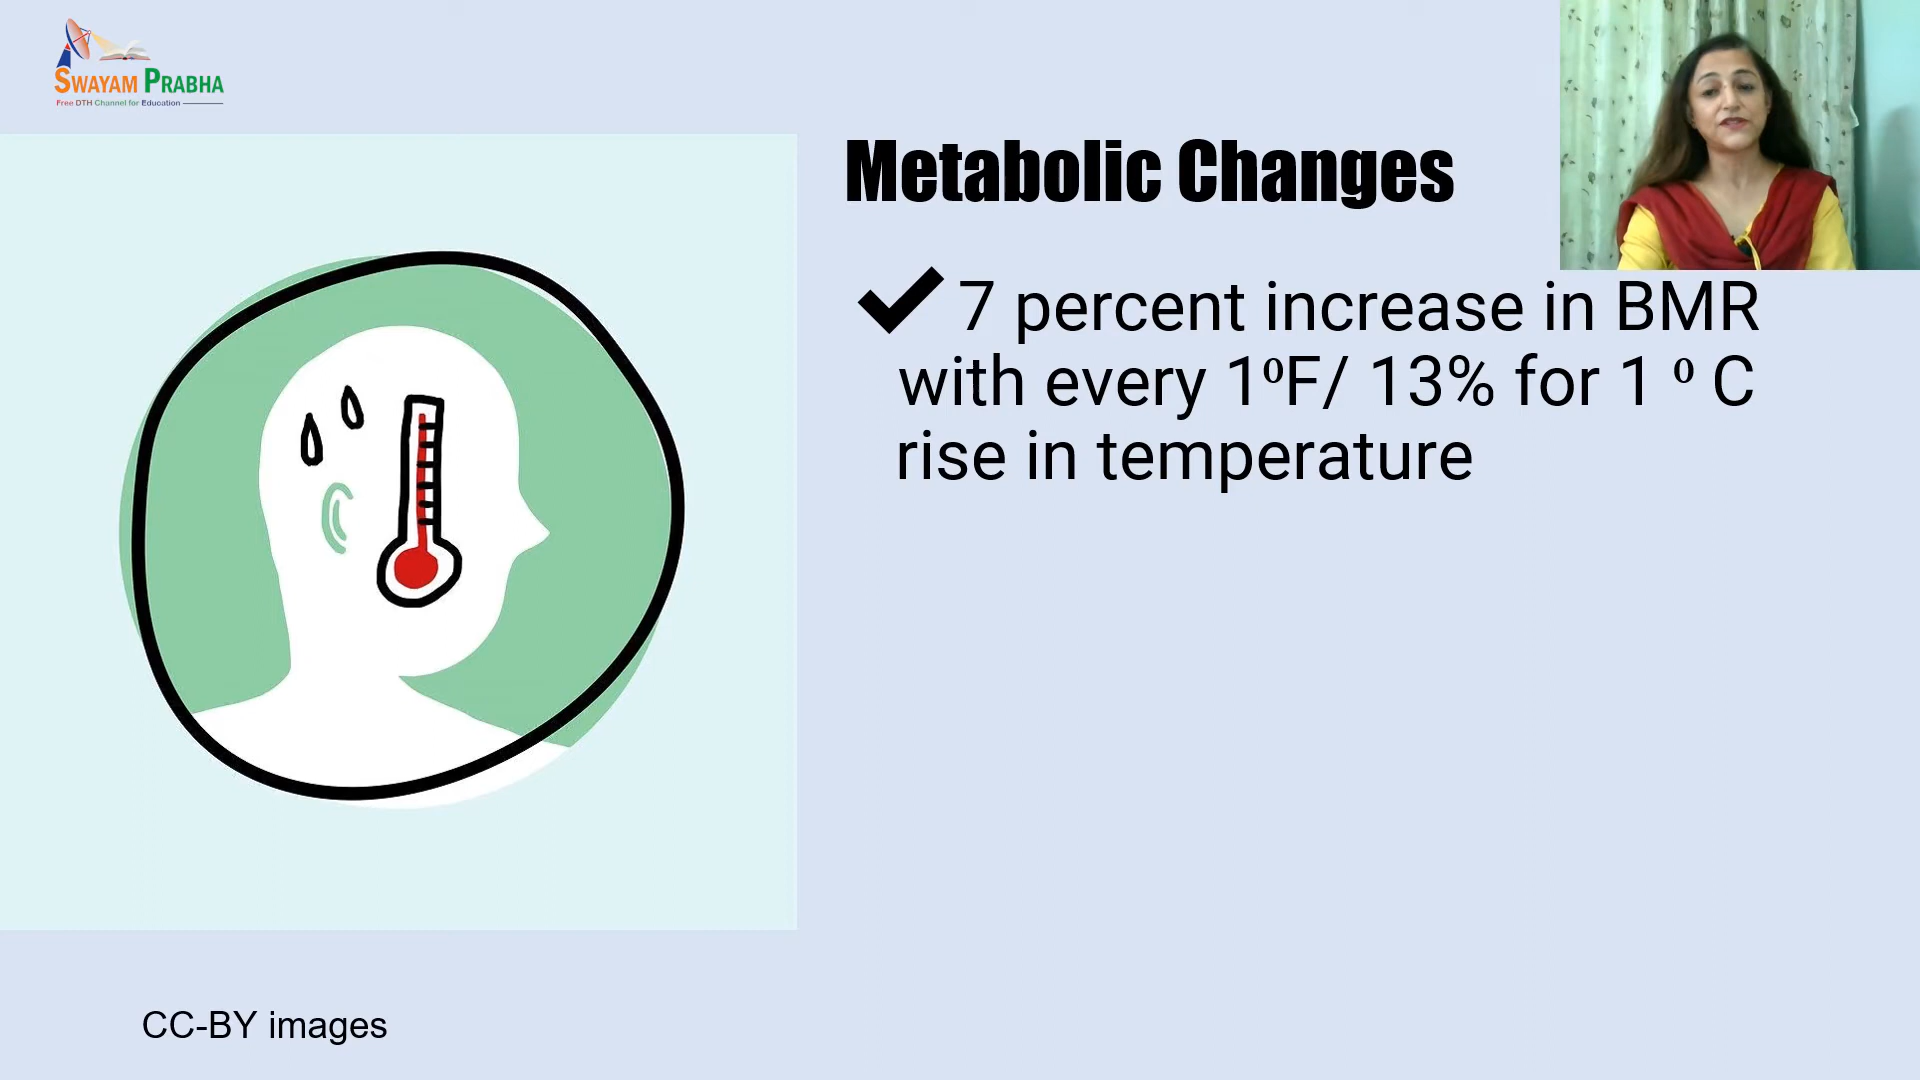 SWAYAM PRABHA
Free DTH Channel for Education
Metabolic Changes
✔ 7 percent increase in BMR
with every 1⁰F/ 13% for 1 ⁰ C
rise in temperature
CC-BY images